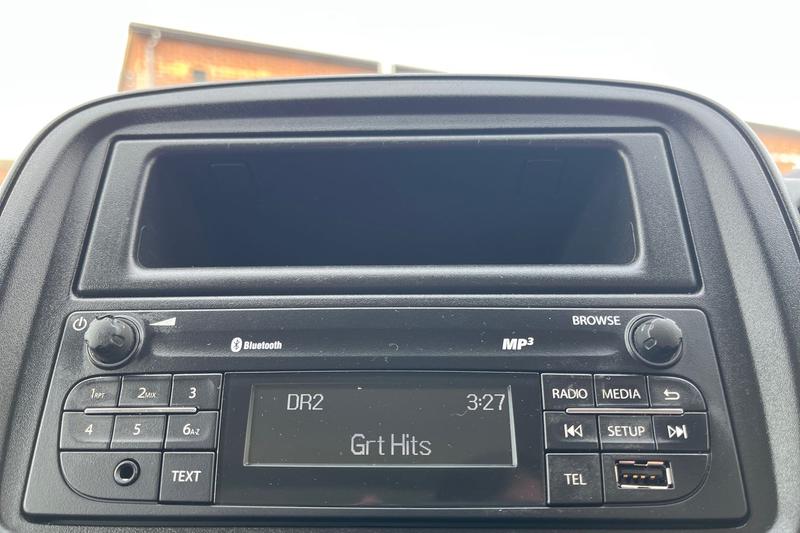 BROWSE
Bluetooth
MP3
1RPT 2MIX 3
DR2 3:27
RADIO MEDIA
4 5 6A-Z
Grt Hits
SETUP
TEXT
TEL